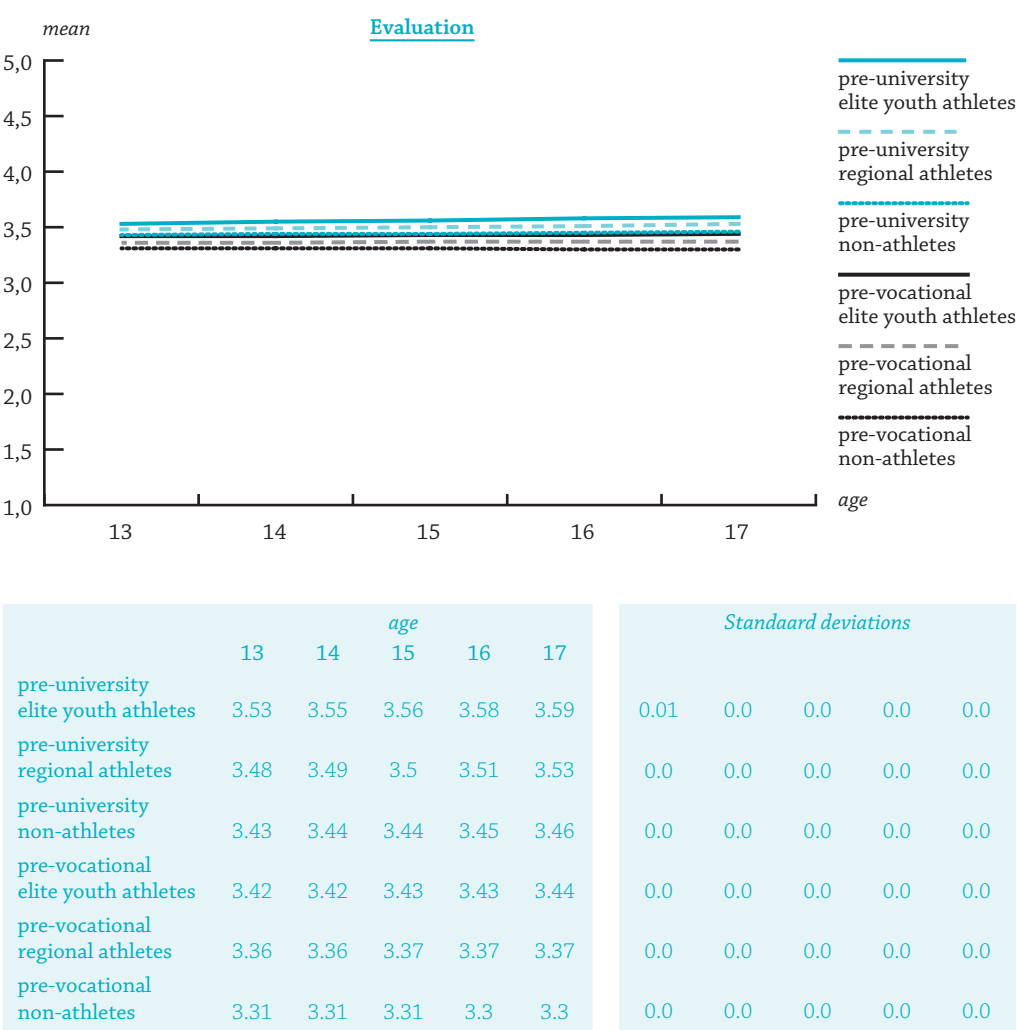 mean
Evaluation
5,0
4,5
4,0
3,5
3,0
2,5
2,0
1,5
1,0
13 14 15 16 17
pre-university
elite youth athletes
pre-university
regional athletes
pre-university
non-athletes
pre-vocational
elite youth athletes
pre-vocational
regional athletes
pre-vocational
non-athletes
age
age
13 14 15 16 17
pre-university
elite youth athletes 3.53 3.55 3.56 3.58 3.59
pre-university
regional athletes 3.48 3.49 3.5 3.51 3.53
pre-university
non-athletes 3.43 3.44 3.44 3.45 3.46
pre-vocational
elite youth athletes 3.42 3.42 3.43 3.43 3.44
pre-vocational
regional athletes 3.36 3.36 3.37 3.37 3.37
pre-vocational
non-athletes 3.31 3.31 3.31 3.3 3.3
Standaard deviations
0.01 0.0 0.0 0.0 0.0
0.0 0.0 0.0 0.0 0.0
0.0 0.0 0.0 0.0 0.0
0.0 0.0 0.0 0.0 0.0
0.0 0.0 0.0 0.0 0.0
0.0 0.0 0.0 0.0 0.0